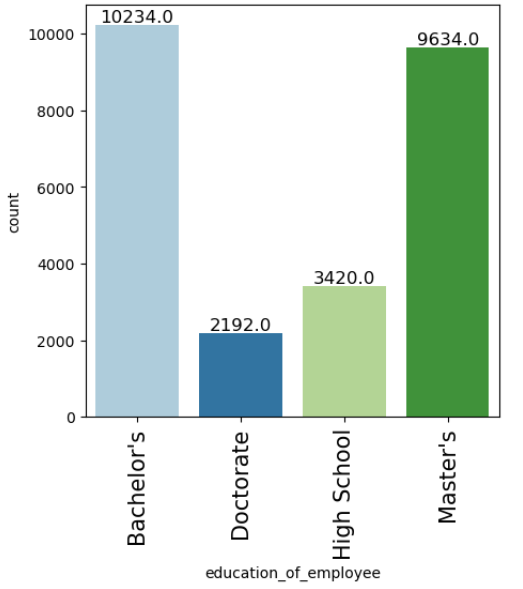 10234.0
9634.0
3420.0
2192.0
10000
8000
6000
4000
2000
0
count
Bachelor's
Doctorate
High School
Master's
education_of_employee